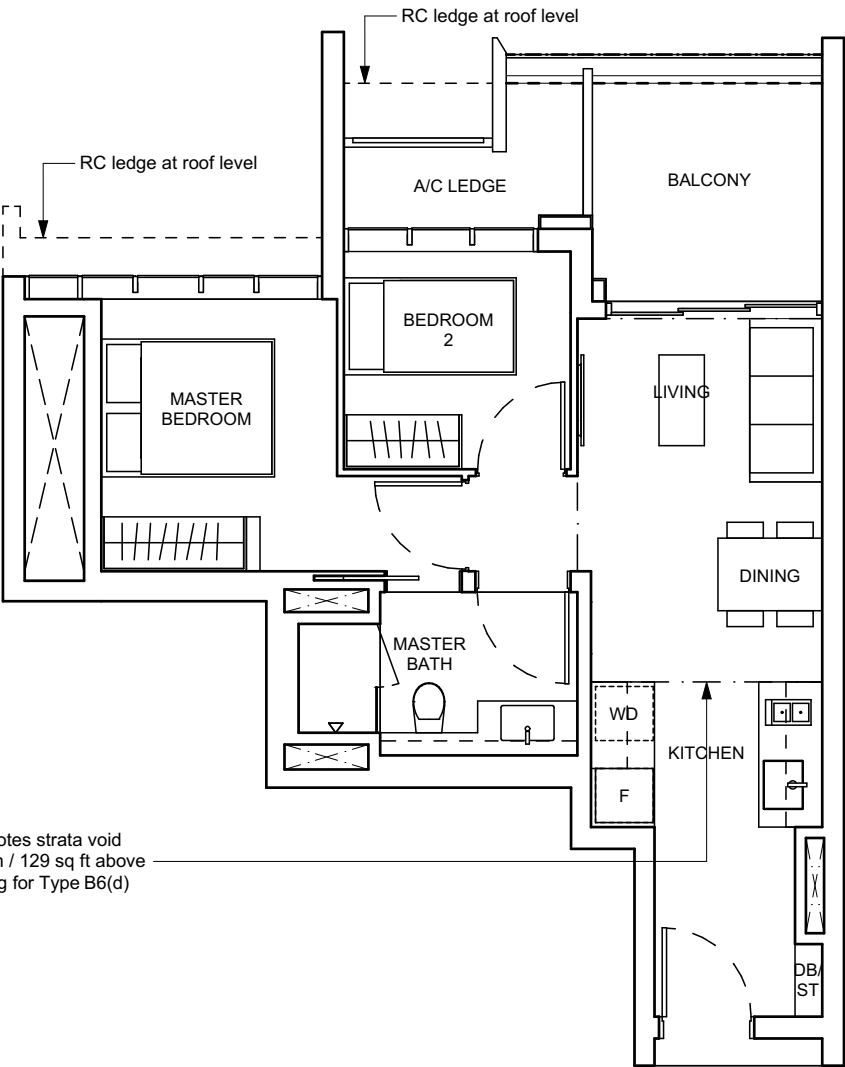 RC ledge at roof level
RC ledge at roof level
A/C LEDGE
BALCONY
BEDROOM
2
MASTER
BEDROOM
LIVING
DINING
MASTER
BATH
WD
KITCHEN
F
otes strata void
/ 129 sq ft above
for Type B6(d)
DB/
ST